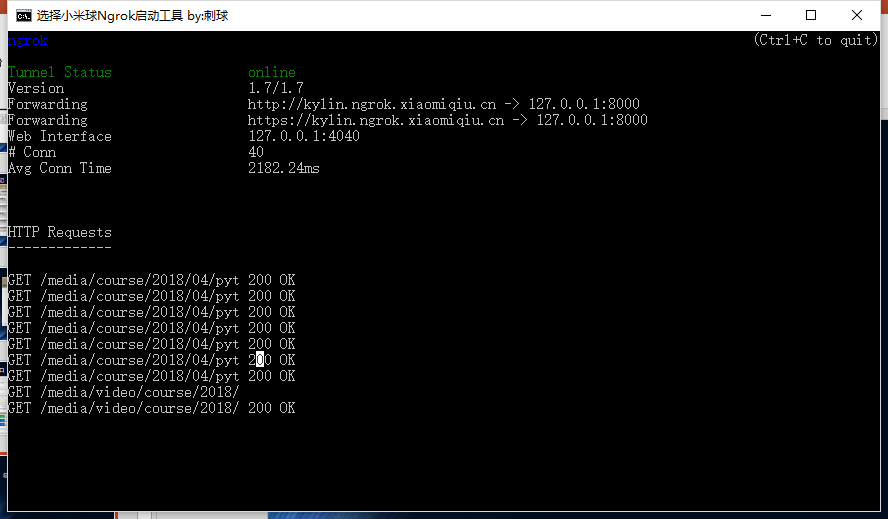 选择小米球Ngrok启动工具 by:刺球
ngrok (Ctrl+C to quit)
Tunnel Status online
Version 1.7/1.7
Forwarding http://kylin.ngrok.xiaomiqiu.cn -> 127.0.0.1:8000
Forwarding https://kylin.ngrok.xiaomiqiu.cn -> 127.0.0.1:8000
Web Interface 127.0.0.1:4040
# Conn 40
Avg Conn Time 2182.24ms
HTTP Requests
-------------
GET /media/course/2018/04/pyt 200 OK
GET /media/course/2018/04/pyt 200 OK
GET /media/course/2018/04/pyt 200 OK
GET /media/course/2018/04/pyt 200 OK
GET /media/course/2018/04/pyt 200 OK
GET /media/course/2018/04/pyt 200 OK
GET /media/course/2018/04/pyt 200 OK
GET /media/video/course/2018/
GET /media/video/course/2018/ 200 OK